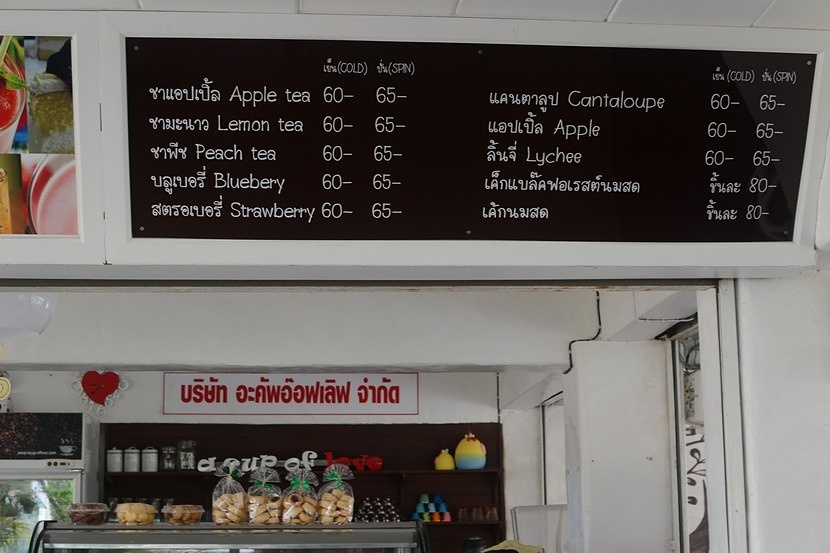 เย็น(COLD) ปั่น(SPIN)
ชาแอปเปิ้ล Apple tea 60- 65-
ชามะนาว Lemon tea 60- 65-
ชาพีช Peach tea 60- 65-
บลูเบอรี่ Bluebery 60- 65-
สตรอเบอรี่ Strawberry 60- 65-
เย็น (COLD) ปั่น(SPIN)
แคนตาลูป Cantaloupe 60- 65-
แอปเปิ้ล Apple 60- 65-
ลิ้นจี่ Lychee 60- 65-
เค็กแบล๊คฟอเรสต์นมสด ชิ้นละ 80-
เค้กนมสด ชิ้นละ 80-
บริษัท อะคัพอ๊อฟเลิฟ จำกัด
a cup of love